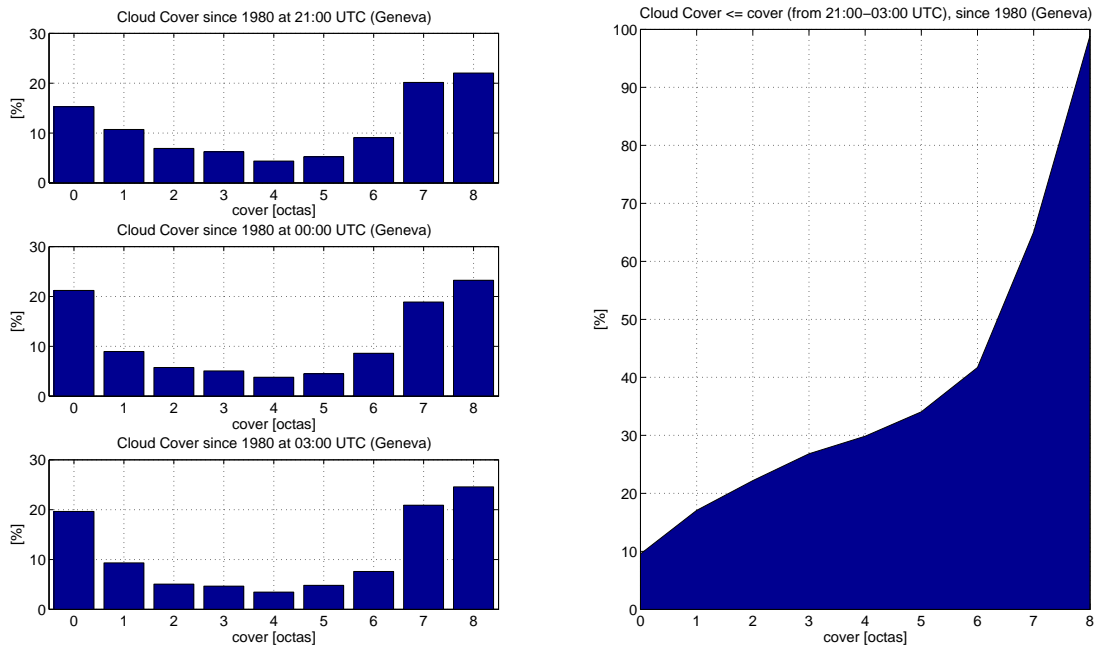 Cloud Cover since 1980 at 21:00 UTC (Geneva)
30
20
10
0
[%]
0 1 2 3 4 5 6 7 8
cover [octas]
Cloud Cover since 1980 at 00:00 UTC (Geneva)
30
20
10
0
[%]
0 1 2 3 4 5 6 7 8
cover [octas]
Cloud Cover since 1980 at 03:00 UTC (Geneva)
30
20
10
0
[%]
0 1 2 3 4 5 6 7 8
cover [octas]
Cloud Cover <= cover (from 21:00−03:00 UTC), since 1980 (Geneva)
100
90
80
70
60
50
40
30
20
10
0
[%]
0 1 2 3 4 5 6 7 8
cover [octas]